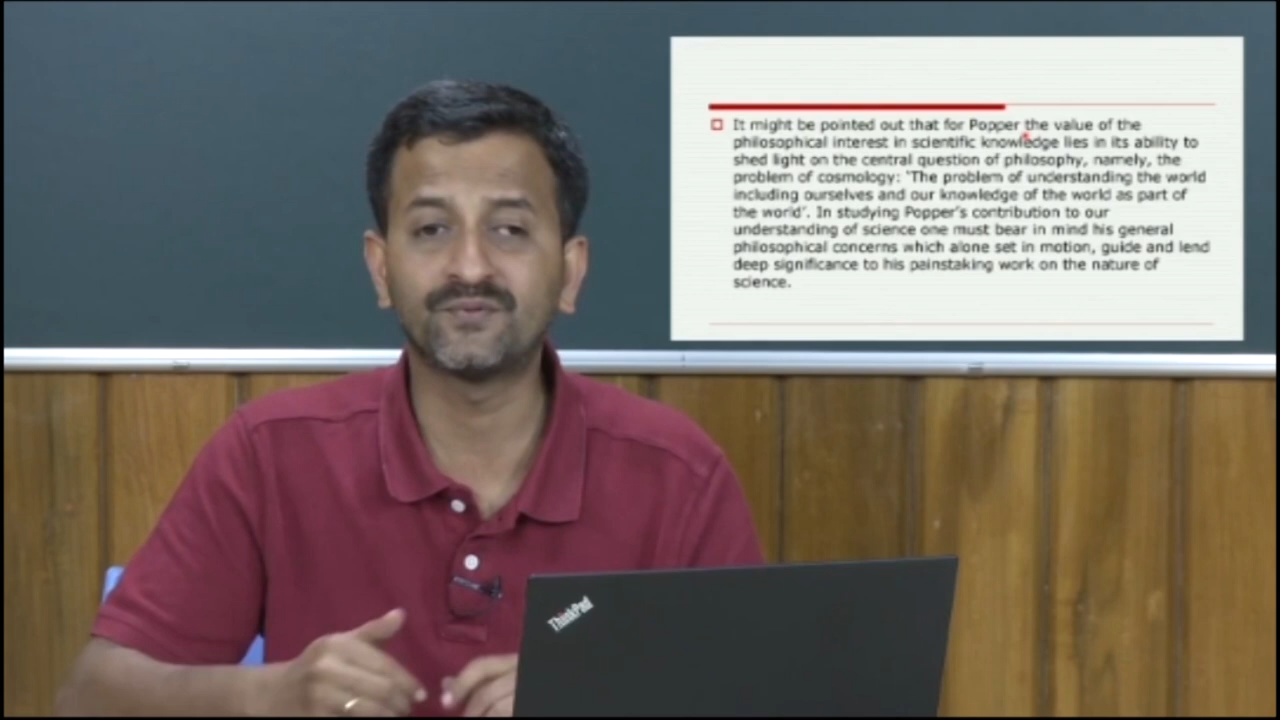 It might be pointed out that for Popper the value of the
philosophical interest in scientific knowledge lies in its ability to
shed light on the central question of philosophy, namely, the
problem of cosmology: 'The problem of understanding the world
including ourselves and our knowledge of the world as part of
the world'. In studying Popper's contribution to our
understanding of science one must bear in mind his general
philosophical concerns which alone set in motion, guide and lend
deep significance to his painstaking work on the nature of
science.
ThinkPad